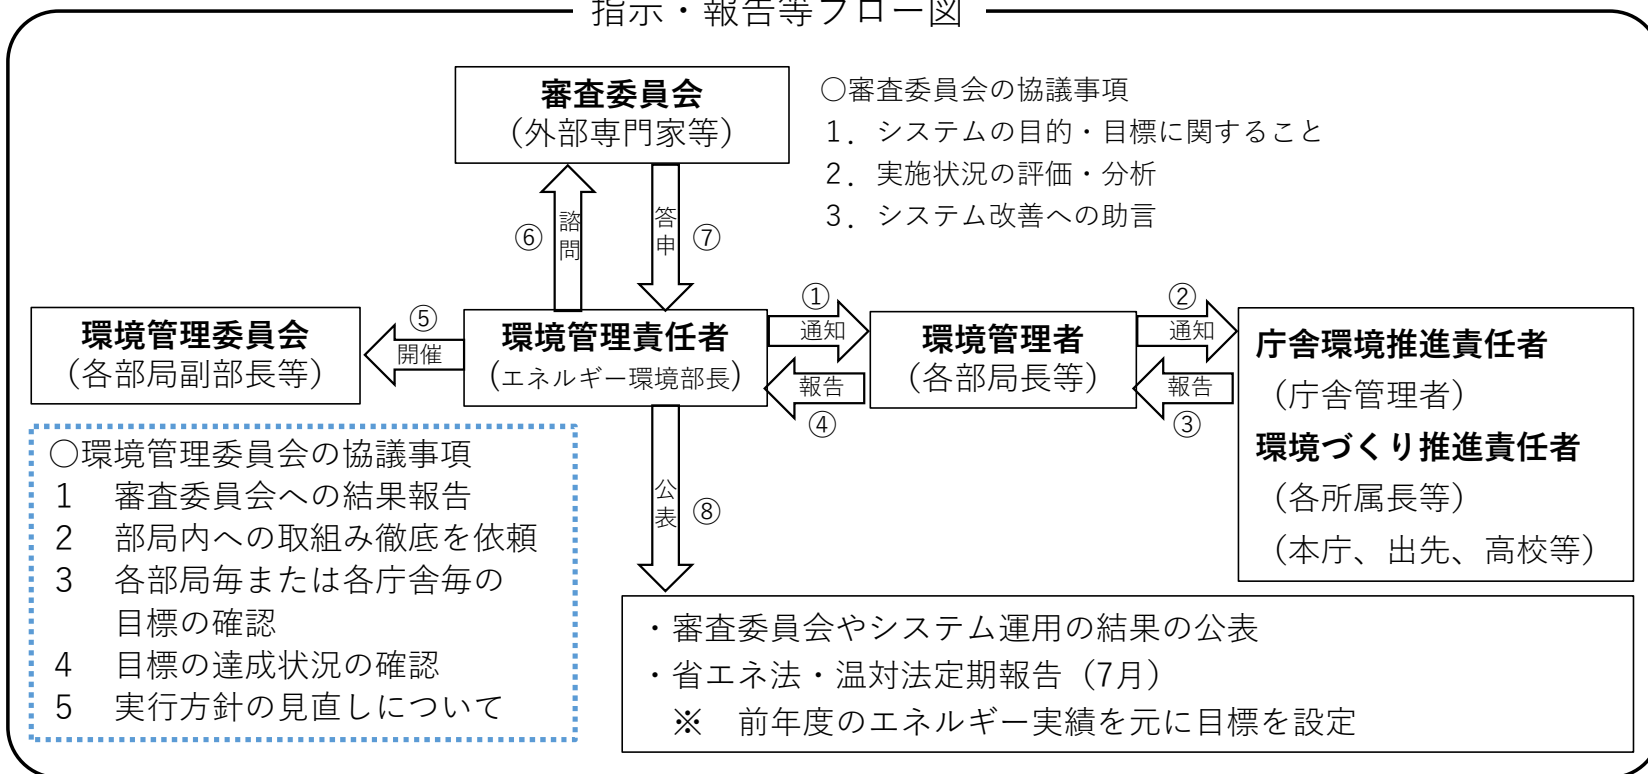 指示・報告等フロー図
審査委員会
（外部専門家等）
○審査委員会の協議事項
1．システムの目的・目標に関すること
2．実施状況の評価・分析
3．システム改善への助言
⑥
諮問
答申
⑦
環境管理委員会
（各部局副部長等）
⑤
開催
環境管理責任者
（エネルギー環境部長）
①
通知
報告
④
環境管理者
（各部局長等）
②
通知
報告
③
庁舎環境推進責任者
（庁舎管理者）
環境づくり推進責任者
（各所属長等）
（本庁、出先、高校等）
○環境管理委員会の協議事項
1　審査委員会への結果報告
2　部局内への取組み徹底を依頼
3　各部局毎または各庁舎毎の
目標の確認
4　目標の達成状況の確認
5　実行方針の見直しについて
公表
⑧
・審査委員会やシステム運用の結果の公表
・省エネ法・温対法定期報告（7月）
※　前年度のエネルギー実績を元に目標を設定